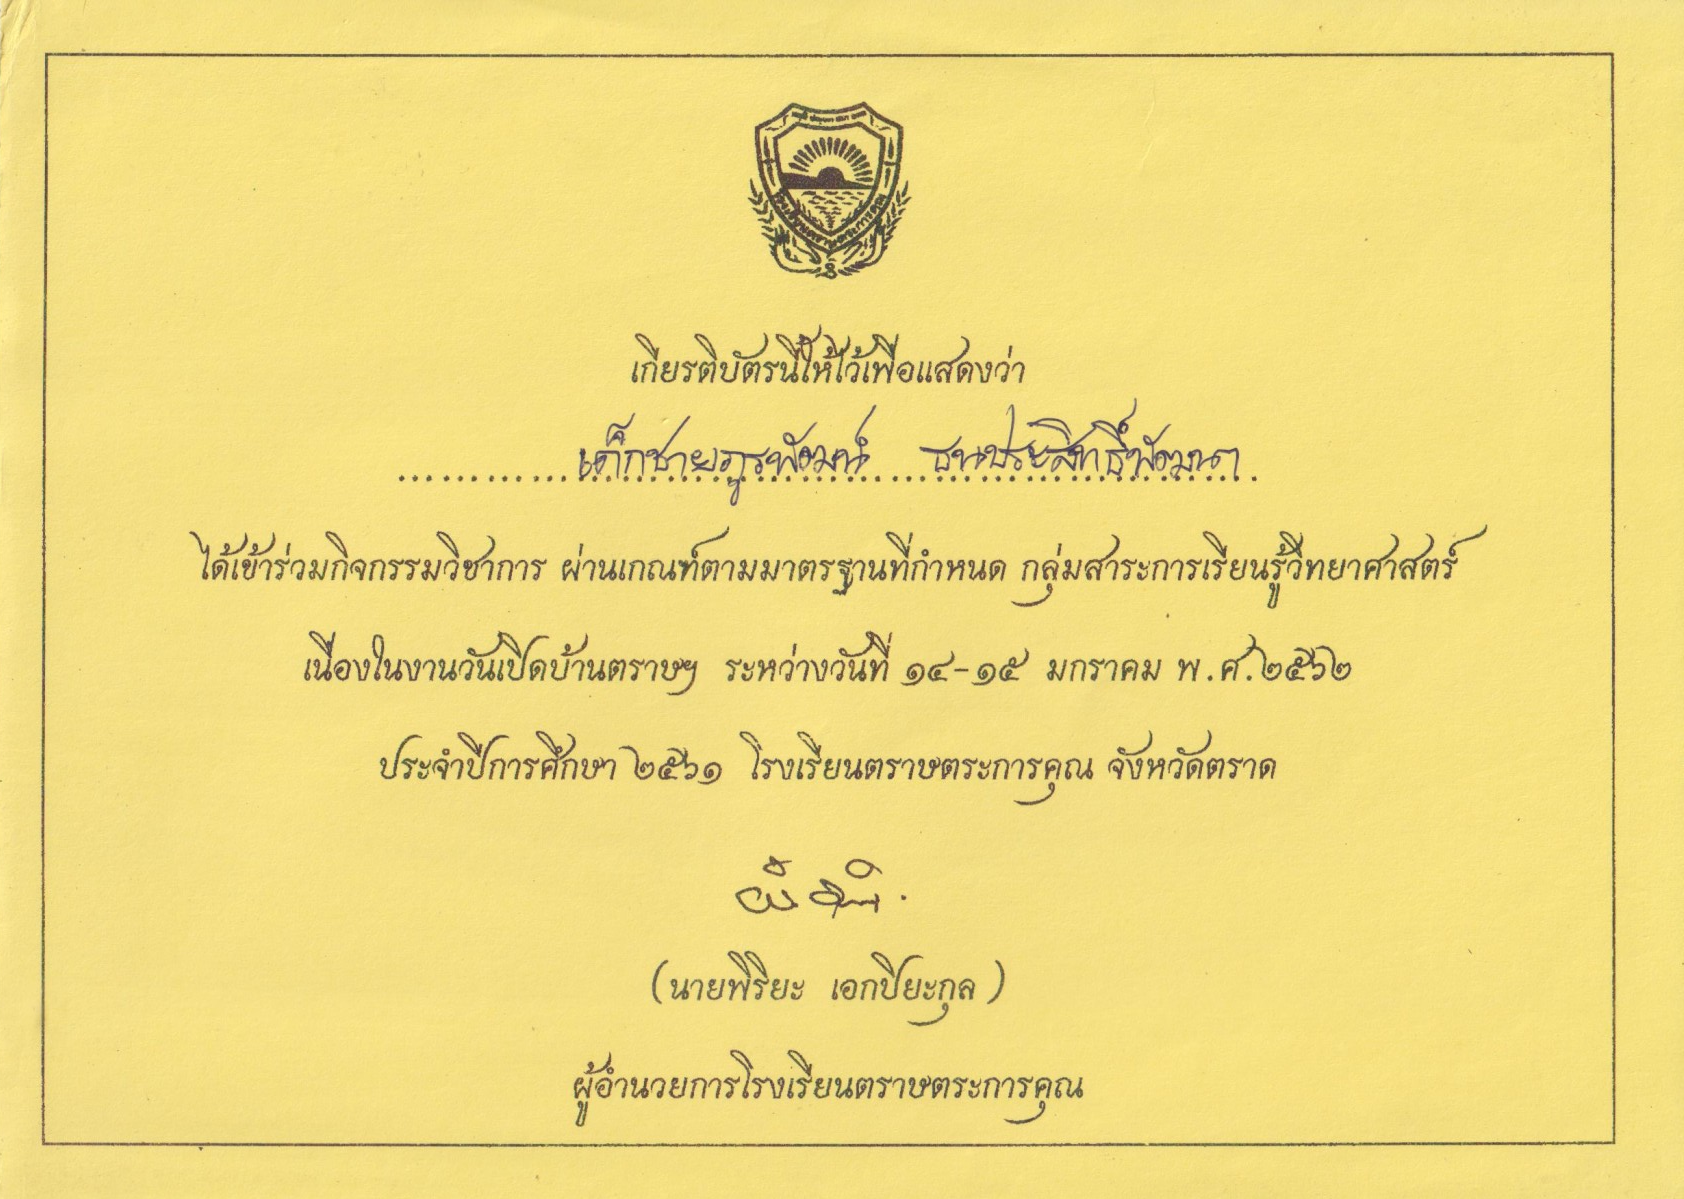 เกียรติบัตรนี้ให้ไว้เพื่อแสดงว่า
เด็กชายภูรพัฒน์ ธนประสิทธิ์พัฒนา
ได้เข้าร่วมกิจกรรมวิชาการ ผ่านเกณฑ์ตามมาตรฐานที่กำหนด กลุ่มสาระการเรียนรู้วิทยาศาสตร์
เนื่องในงานวันเปิดบ้านตราษฯ ระหว่างวันที่ ๑๔-๑๕ มกราคม พ.ศ.๒๕๖๒
ประจำปีการศึกษา ๒๕๖๑ โรงเรียนตราษตระการคุณ จังหวัดตราด
(นายพิริยะ เอกปิยะกุล)
ผู้อำนวยการโรงเรียนตราษตระการคุณ